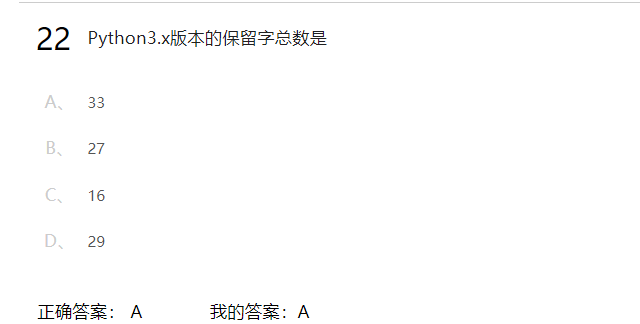 22 Python3.x版本的保留字总数是
A、 33
B、 27
C、 16
D、 29
正确答案： A 我的答案：A